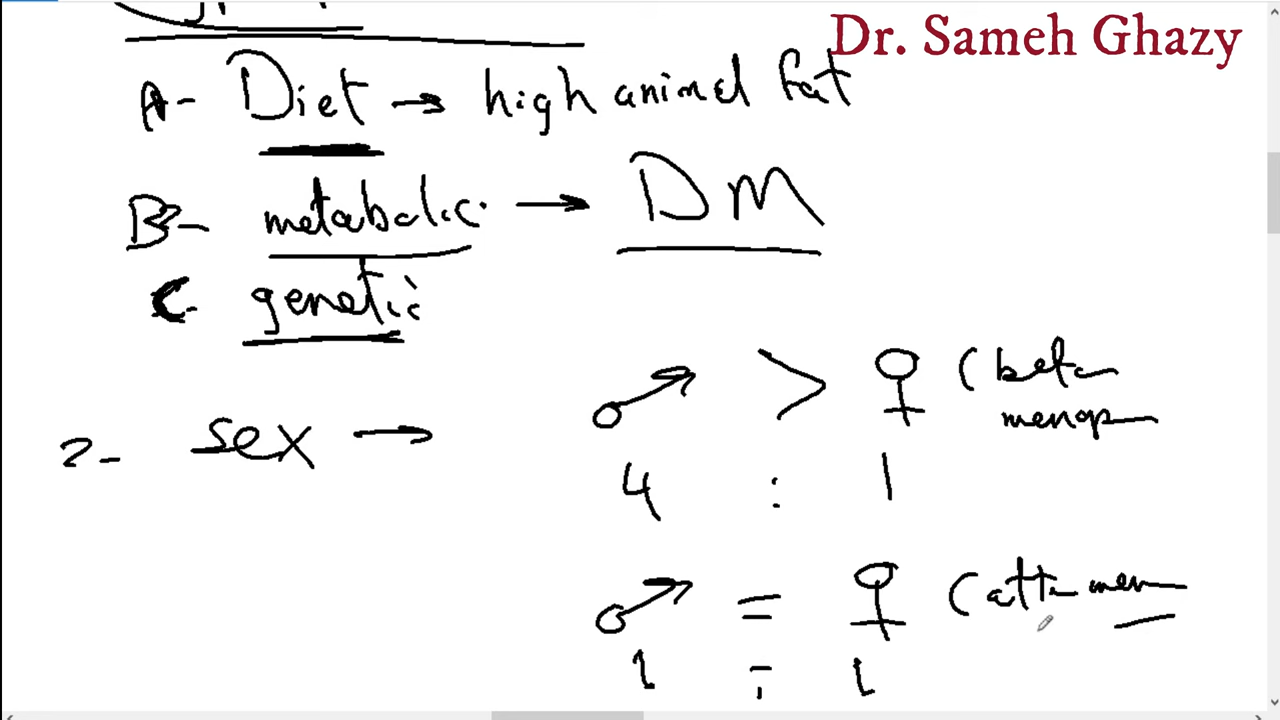 Dr. Sameh Ghazy
A- Diet → high animal fat
B- metabolic → DM
C- genetic
2- sex → ♂ > ♀ (befor
menop
4 : 1
♂ = ♀ (after men
1 : 1